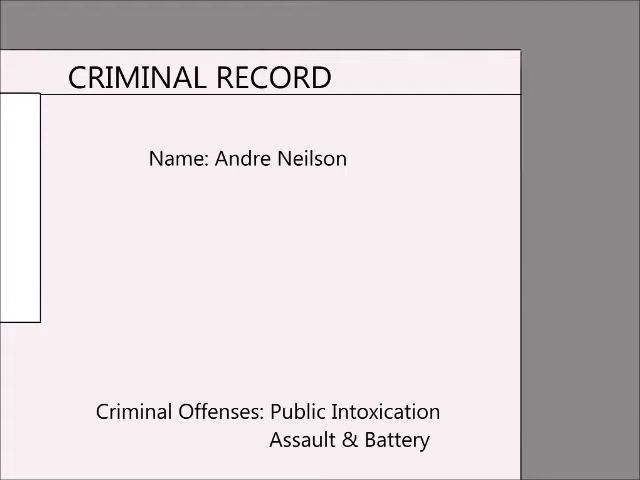 CRIMINAL RECORD
Name: Andre Neilson
Criminal Offenses: Public Intoxication
Assault & Battery